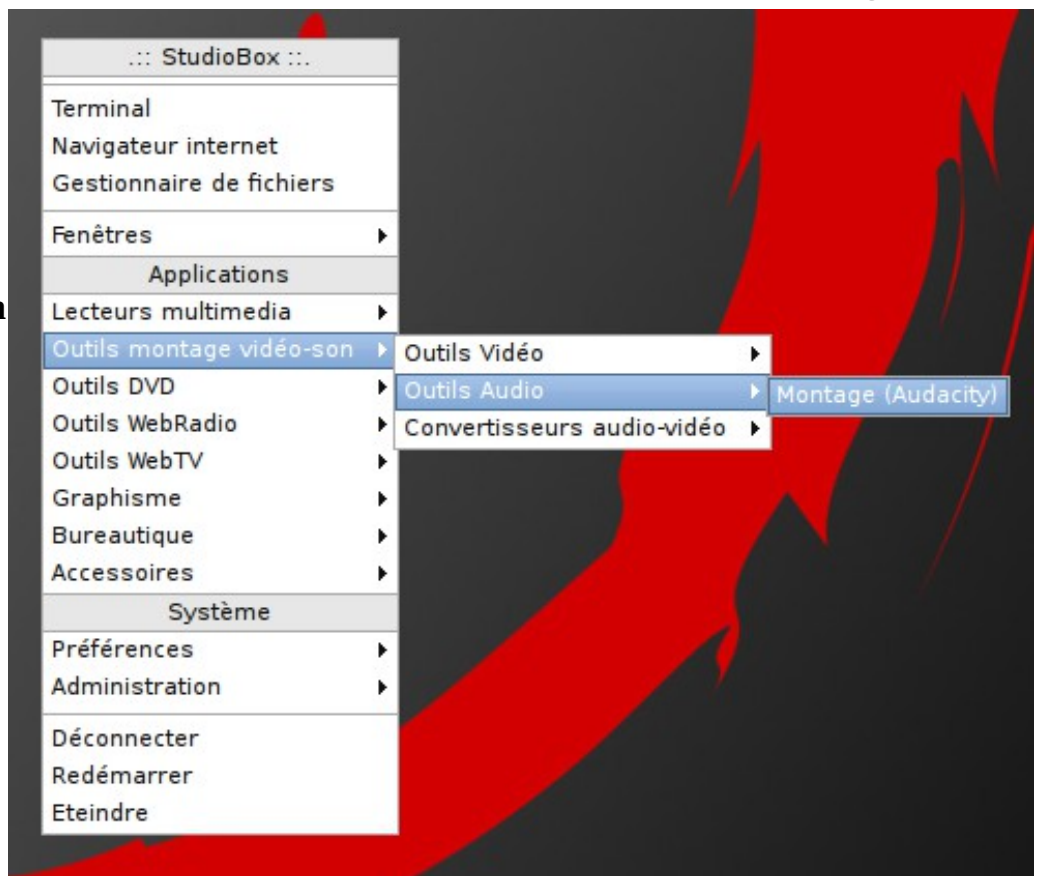 .:: StudioBox ::.
Terminal
Navigateur internet
Gestionnaire de fichiers
Fenêtres
Applications
Lecteurs multimedia
Outils montage vidéo-son
Outils DVD
Outils WebRadio
Outils WebTV
Graphisme
Bureautique
Accessoires
Système
Préférences
Administration
Déconnecter
Redémarrer
Eteindre
Outils Vidéo
Outils Audio
Convertisseurs audio-vidéo
Montage (Audacity)